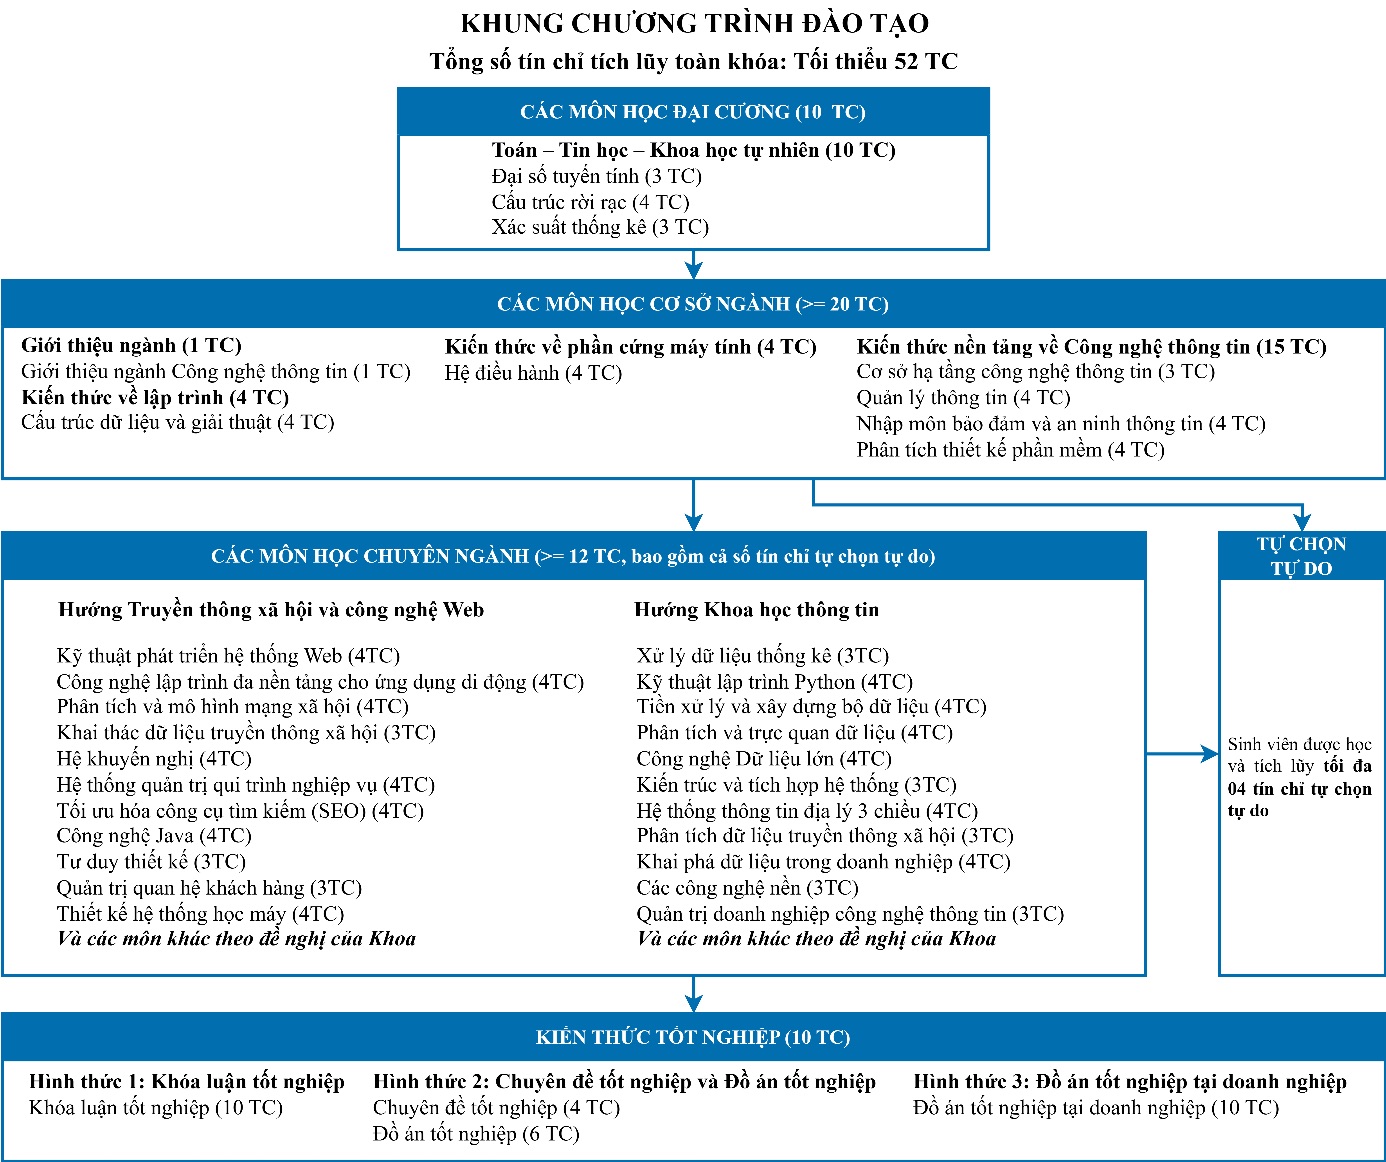 KHUNG CHƯƠNG TRÌNH ĐÀO TẠO
Tổng số tín chỉ tích lũy toàn khóa: Tối thiểu 52 TC
CÁC MÔN HỌC ĐẠI CƯƠNG (10 TC)
Toán – Tin học – Khoa học tự nhiên (10 TC)
Đại số tuyến tính (3 TC)
Cấu trúc rời rạc (4 TC)
Xác suất thống kê (3 TC)
CÁC MÔN HỌC CƠ SỞ NGÀNH (>= 20 TC)
Giới thiệu ngành (1 TC)
Giới thiệu ngành Công nghệ thông tin (1 TC)
Kiến thức về lập trình (4 TC)
Cấu trúc dữ liệu và giải thuật (4 TC)
Kiến thức về phần cứng máy tính (4 TC)
Hệ điều hành (4 TC)
Kiến thức nền tảng về Công nghệ thông tin (15 TC)
Cơ sở hạ tầng công nghệ thông tin (3 TC)
Quản lý thông tin (4 TC)
Nhập môn bảo đảm và an ninh thông tin (4 TC)
Phân tích thiết kế phần mềm (4 TC)
CÁC MÔN HỌC CHUYÊN NGÀNH (>= 12 TC, bao gồm cả số tín chỉ tự chọn tự do)
Hướng Truyền thông xã hội và công nghệ Web
Kỹ thuật phát triển hệ thống Web (4TC)
Công nghệ lập trình đa nền tảng cho ứng dụng di động (4TC)
Phân tích và mô hình mạng xã hội (4TC)
Khai thác dữ liệu truyền thông xã hội (3TC)
Hệ khuyến nghị (4TC)
Hệ thống quản trị qui trình nghiệp vụ (4TC)
Tối ưu hóa công cụ tìm kiếm (SEO) (4TC)
Công nghệ Java (4TC)
Tư duy thiết kế (3TC)
Quản trị quan hệ khách hàng (3TC)
Thiết kế hệ thống học máy (4TC)
Và các môn khác theo đề nghị của Khoa
Hướng Khoa học thông tin
Xử lý dữ liệu thống kê (3TC)
Kỹ thuật lập trình Python (4TC)
Tiền xử lý và xây dựng bộ dữ liệu (4TC)
Phân tích và trực quan dữ liệu (4TC)
Công nghệ Dữ liệu lớn (4TC)
Kiến trúc và tích hợp hệ thống (3TC)
Hệ thống thông tin địa lý 3 chiều (4TC)
Phân tích dữ liệu truyền thông xã hội (3TC)
Khai phá dữ liệu trong doanh nghiệp (4TC)
Các công nghệ nền (3TC)
Quản trị doanh nghiệp công nghệ thông tin (3TC)
Và các môn khác theo đề nghị của Khoa
TỰ CHỌN
TỰ DO
Sinh viên được học
và tích lũy tối đa
04 tín chỉ tự chọn
tự do
KIẾN THỨC TỐT NGHIỆP (10 TC)
Hình thức 1: Khóa luận tốt nghiệp
Khóa luận tốt nghiệp (10 TC)
Hình thức 2: Chuyên đề tốt nghiệp và Đồ án tốt nghiệp
Chuyên đề tốt nghiệp (4 TC)
Đồ án tốt nghiệp (6 TC)
Hình thức 3: Đồ án tốt nghiệp tại doanh nghiệp
Đồ án tốt nghiệp tại doanh nghiệp (10 TC)